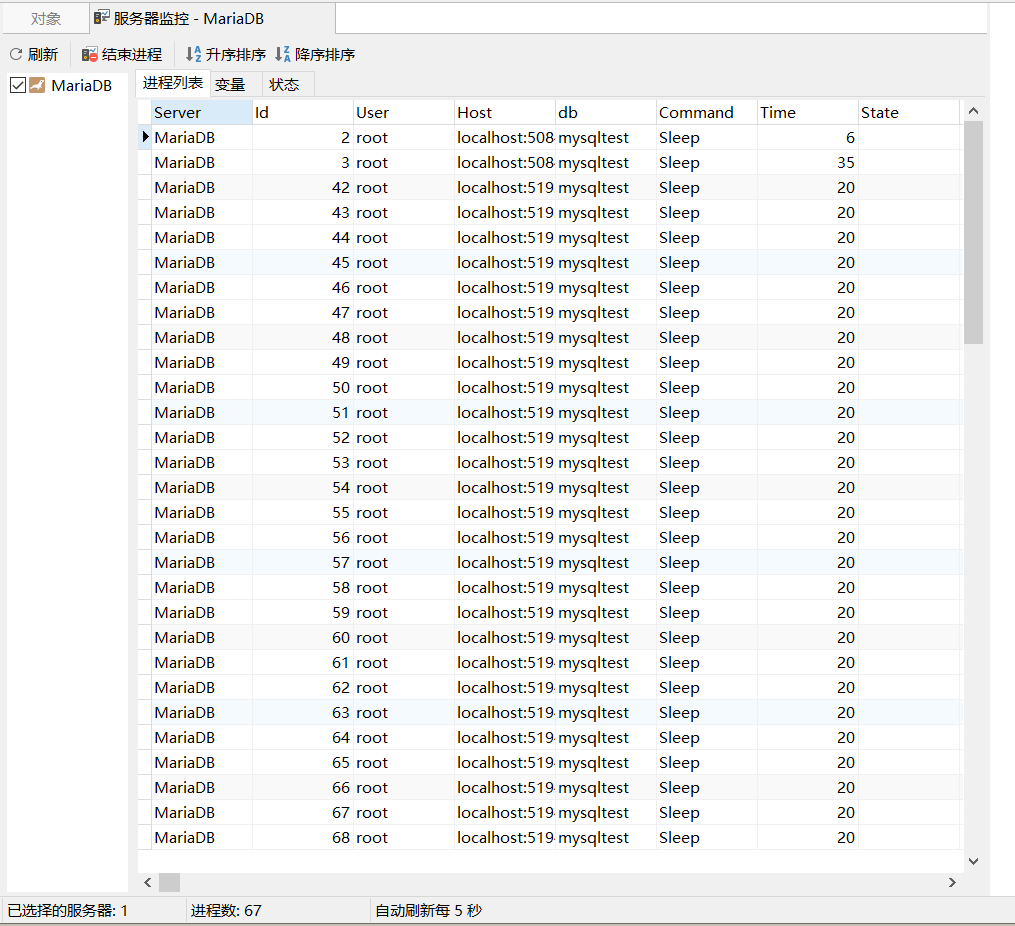 对象 服务器监控 - MariaDB
刷新 结束进程 升序排序 降序排序
MariaDB 进程列表 变量 状态
Server Id User Host db Command Time State
MariaDB 2 root localhost:508 mysqltest Sleep 6
MariaDB 3 root localhost:508 mysqltest Sleep 35
MariaDB 42 root localhost:519 mysqltest Sleep 20
MariaDB 43 root localhost:519 mysqltest Sleep 20
MariaDB 44 root localhost:519 mysqltest Sleep 20
MariaDB 45 root localhost:519 mysqltest Sleep 20
MariaDB 46 root localhost:519 mysqltest Sleep 20
MariaDB 47 root localhost:519 mysqltest Sleep 20
MariaDB 48 root localhost:519 mysqltest Sleep 20
MariaDB 49 root localhost:519 mysqltest Sleep 20
MariaDB 50 root localhost:519 mysqltest Sleep 20
MariaDB 51 root localhost:519 mysqltest Sleep 20
MariaDB 52 root localhost:519 mysqltest Sleep 20
MariaDB 53 root localhost:519 mysqltest Sleep 20
MariaDB 54 root localhost:519 mysqltest Sleep 20
MariaDB 55 root localhost:519 mysqltest Sleep 20
MariaDB 56 root localhost:519 mysqltest Sleep 20
MariaDB 57 root localhost:519 mysqltest Sleep 20
MariaDB 58 root localhost:519 mysqltest Sleep 20
MariaDB 59 root localhost:519 mysqltest Sleep 20
MariaDB 60 root localhost:519 mysqltest Sleep 20
MariaDB 61 root localhost:519 mysqltest Sleep 20
MariaDB 62 root localhost:519 mysqltest Sleep 20
MariaDB 63 root localhost:519 mysqltest Sleep 20
MariaDB 64 root localhost:519 mysqltest Sleep 20
MariaDB 65 root localhost:519 mysqltest Sleep 20
MariaDB 66 root localhost:519 mysqltest Sleep 20
MariaDB 67 root localhost:519 mysqltest Sleep 20
MariaDB 68 root localhost:519 mysqltest Sleep 20
已选择的服务器: 1 进程数: 67 自动刷新每 5 秒